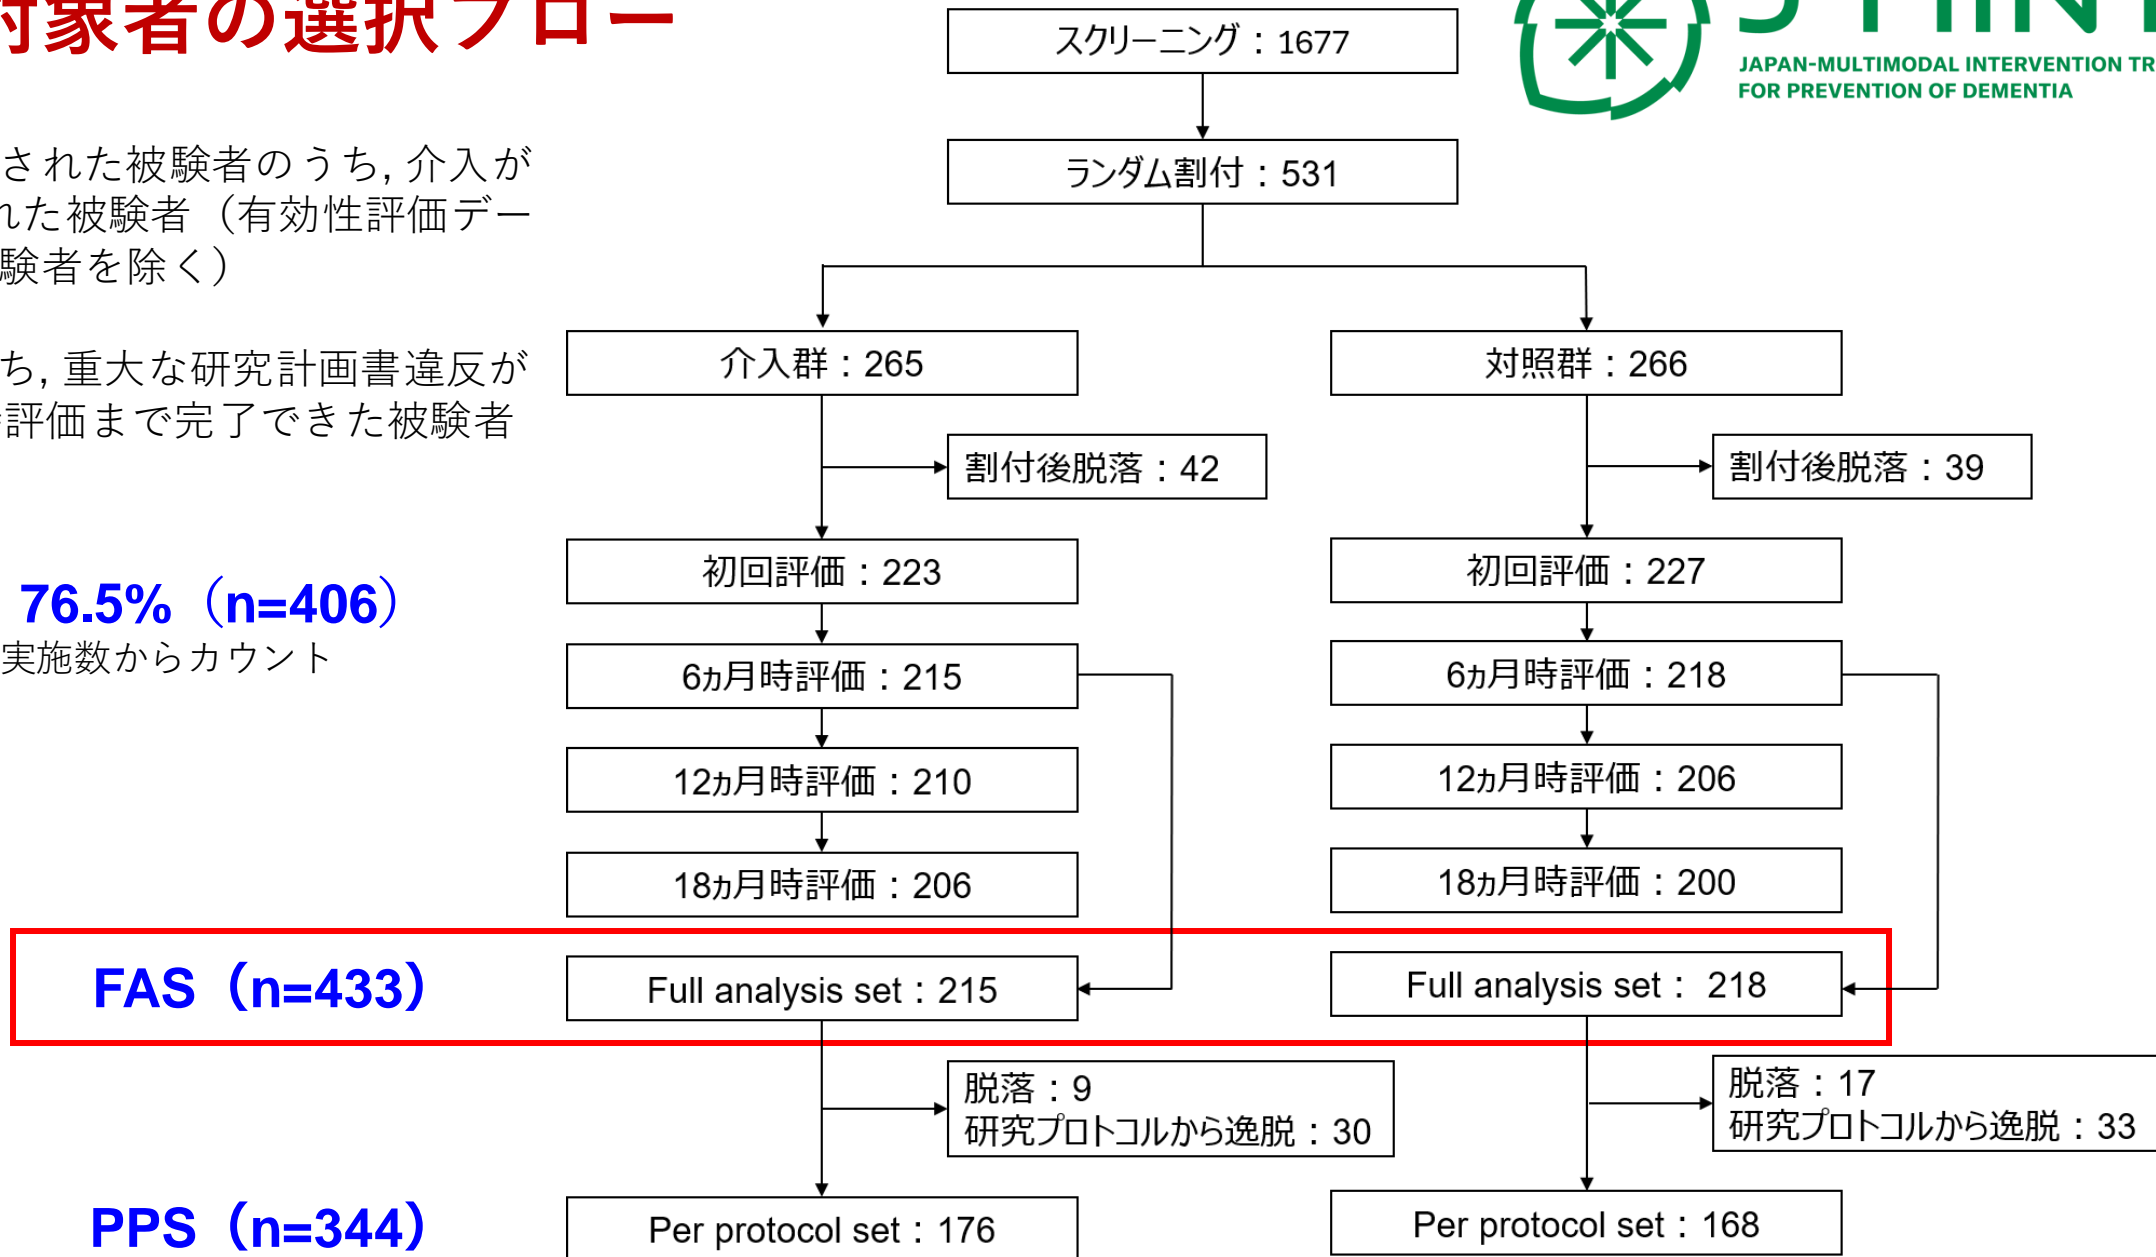 対象者の選択フロー
JAPAN-MULTIMODAL INTERVENTION TR
FOR PREVENTION OF DEMENTIA
された被験者のうち, 介入が
れた被験者（有効性評価デー
験者を除く）
ち, 重大な研究計画書違反が
評価まで完了できた被験者
76.5%（n=406）
実施数からカウント
スクリーニング：1677
ランダム割付：531
介入群：265
対照群：266
割付後脱落：42
割付後脱落：39
初回評価：223
初回評価：227
6ヵ月時評価：215
6ヵ月時評価：218
12ヵ月時評価：210
12ヵ月時評価：206
18ヵ月時評価：206
18ヵ月時評価：200
FAS（n=433）
Full analysis set：215
Full analysis set： 218
脱落：9
研究プロトコルから逸脱：30
脱落：17
研究プロトコルから逸脱：33
PPS（n=344）
Per protocol set：176
Per protocol set：168